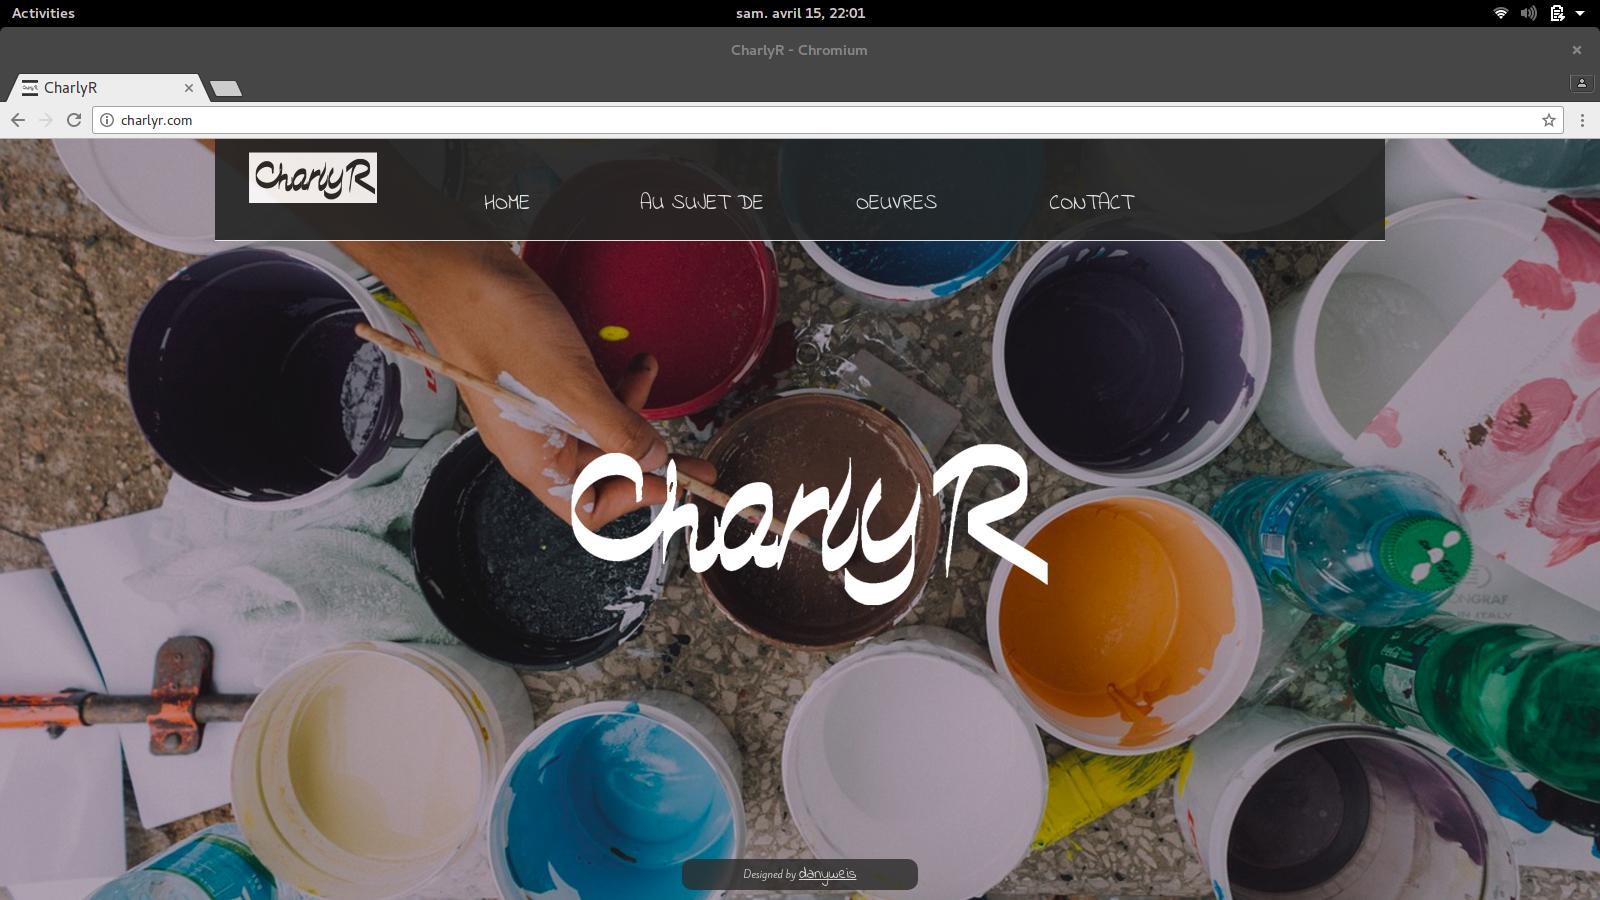 Activities
sam. avril 15, 22:01
CharlyR - Chromium
CharlyR
charlyr.com
CharlyR
HOME
AU SUJET DE
OEUVRES
CONTACT
CharlyR
Designed by danyweis